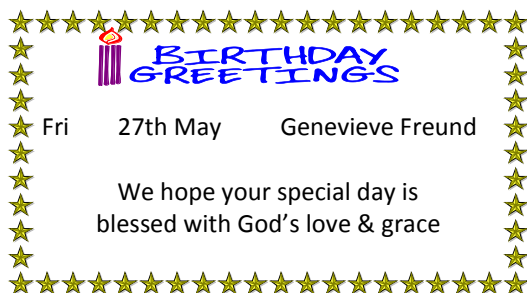 BIRTHDAY
GREETINGS
Fri 27th May Genevieve Freund
We hope your special day is
blessed with God’s love & grace